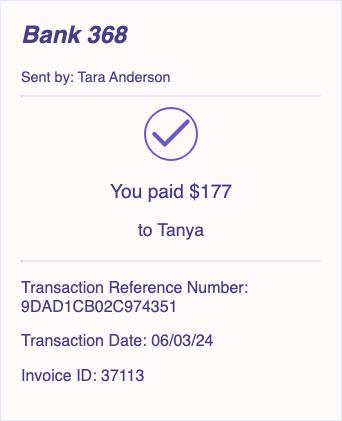 Bank 368
Sent by: Tara Anderson
You paid $177
to Tanya
Transaction Reference Number:
9DAD1CB02C974351
Transaction Date: 06/03/24
Invoice ID: 37113